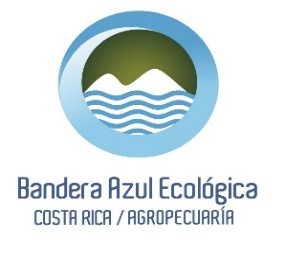 Bandera Azul Ecológica
COSTA RICA / AGROPECUARÍA